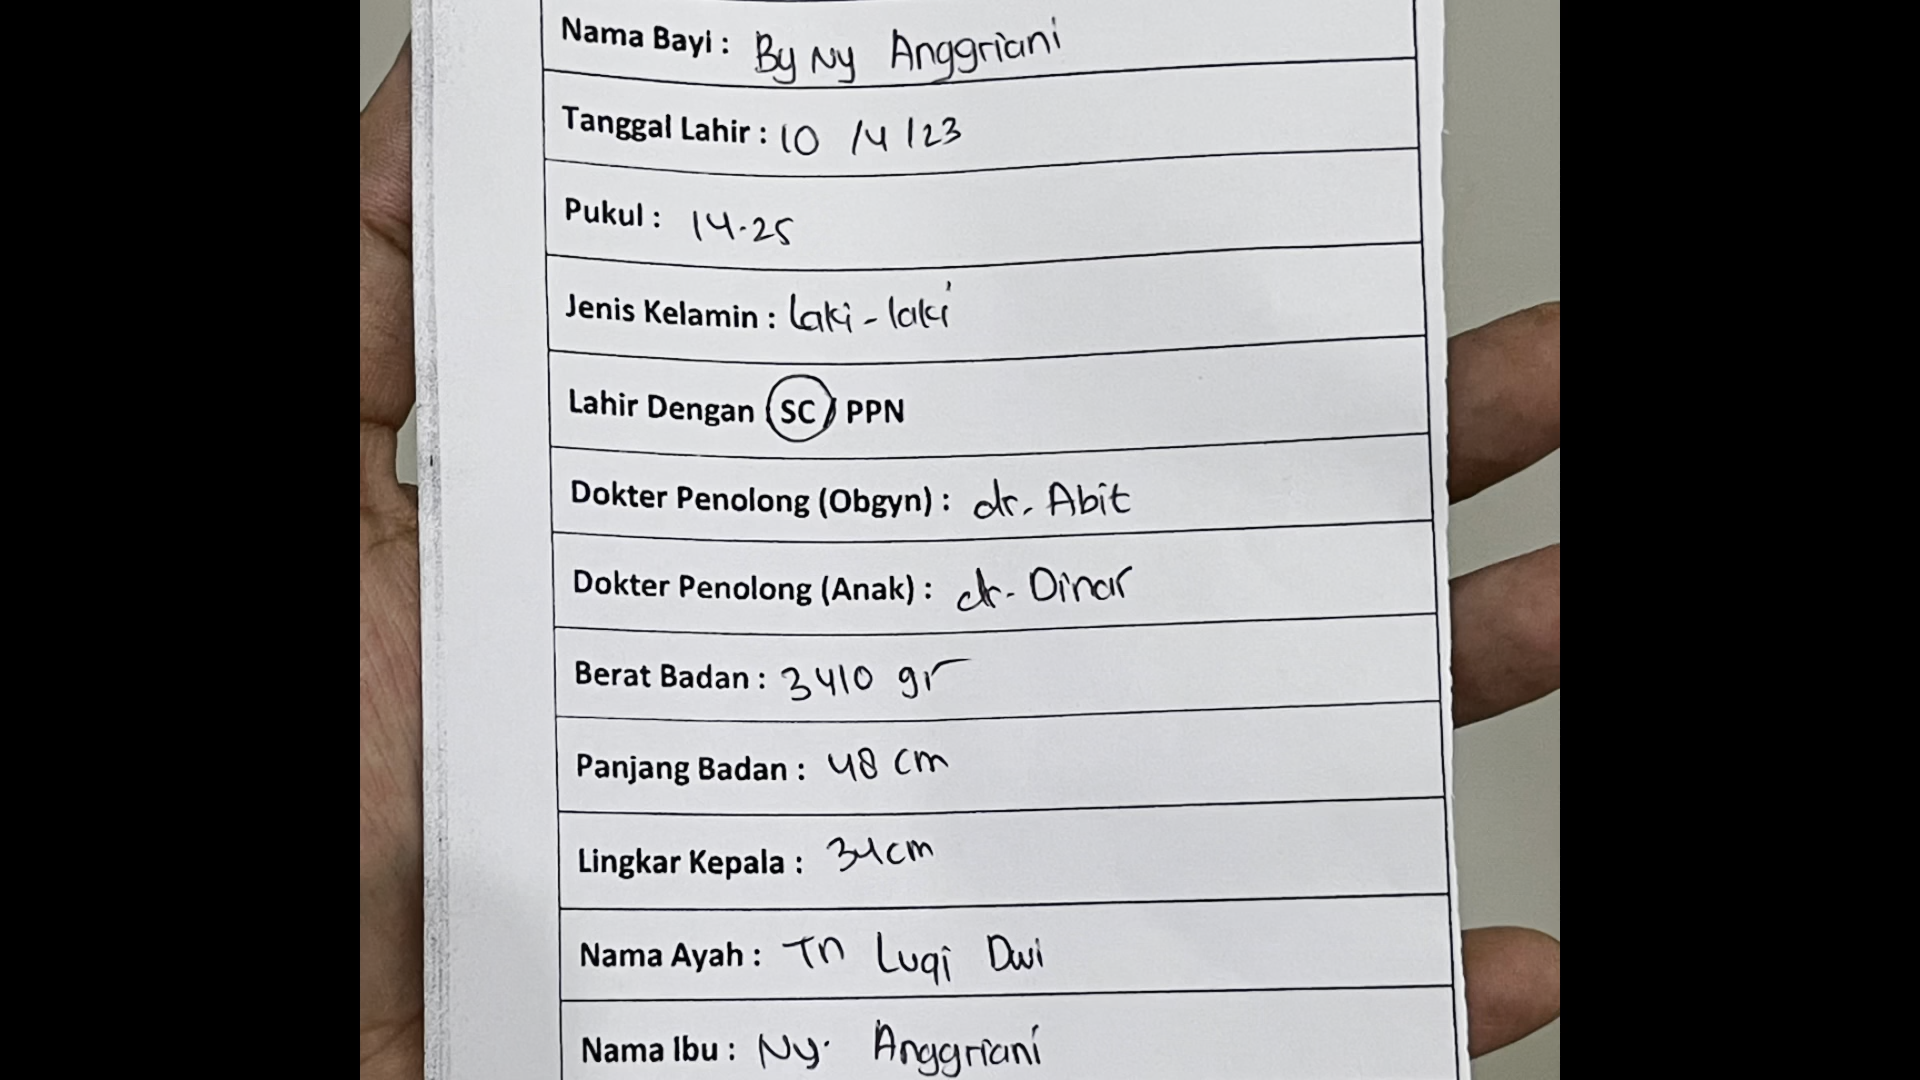 Nama Bayi : By Ny Anggriani
Tanggal Lahir : 10 /4/23
Pukul : 14.25
Jenis Kelamin : Laki-laki
Lahir Dengan SC / PPN
Dokter Penolong (Obgyn) : dr. Abit
Dokter Penolong (Anak) : dr. Dinar
Berat Badan : 3410 gr
Panjang Badan : 48 cm
Lingkar Kepala : 34cm
Nama Ayah : Tn Luqi Dwi
Nama Ibu : Ny. Anggriani